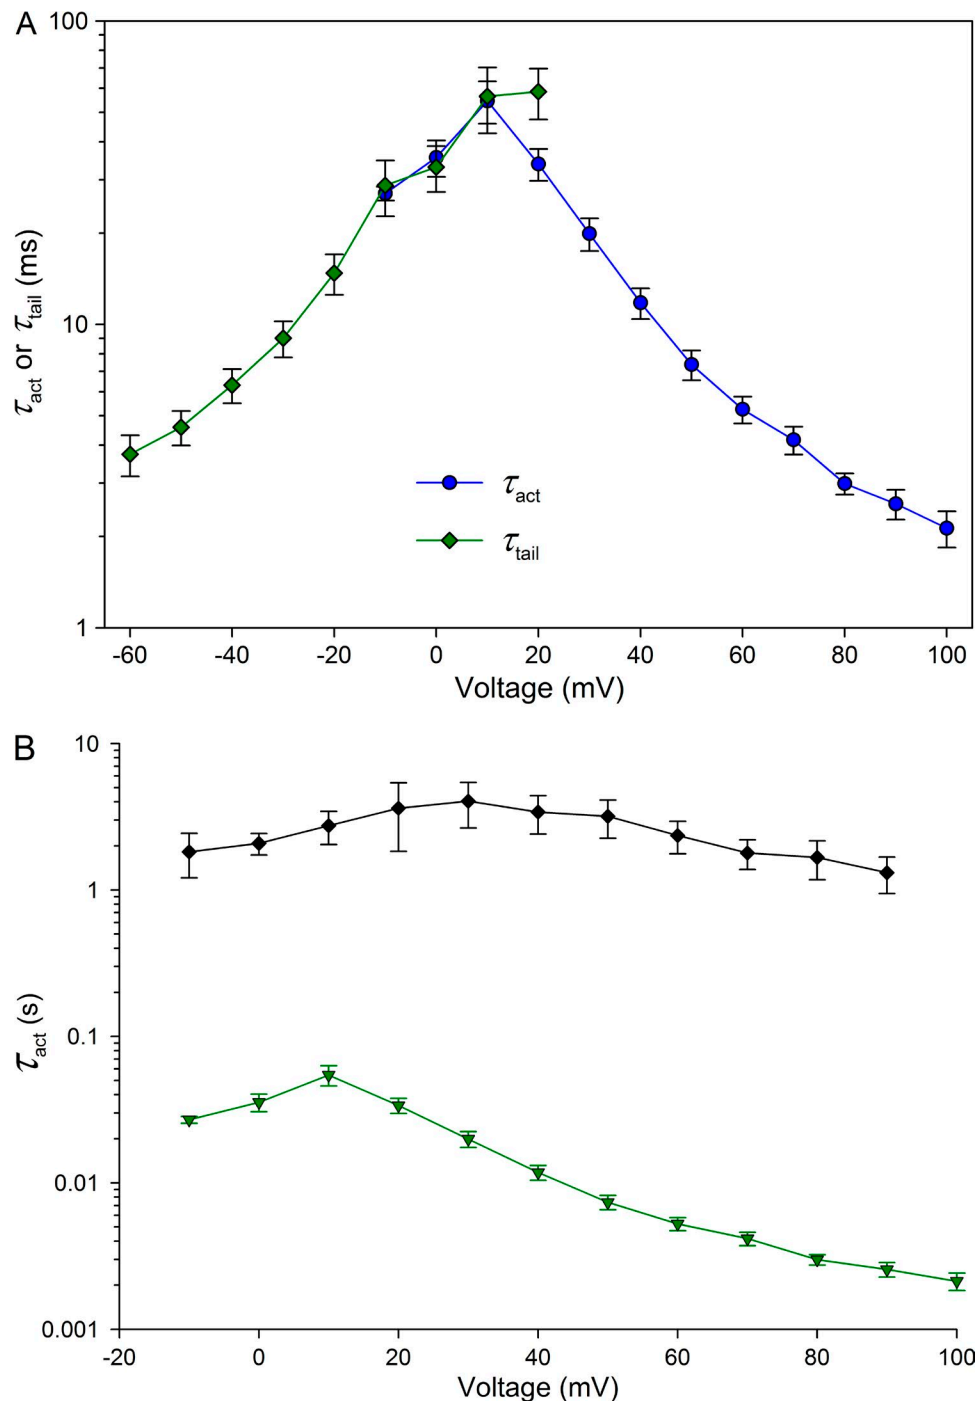 A
100
10
1
τact or τtail (ms)
τact
τtail
-60 -40 -20 0 20 40 60 80 100
Voltage (mV)
B
10
1
0.1
0.01
0.001
τact (s)
-20 0 20 40 60 80 100
Voltage (mV)